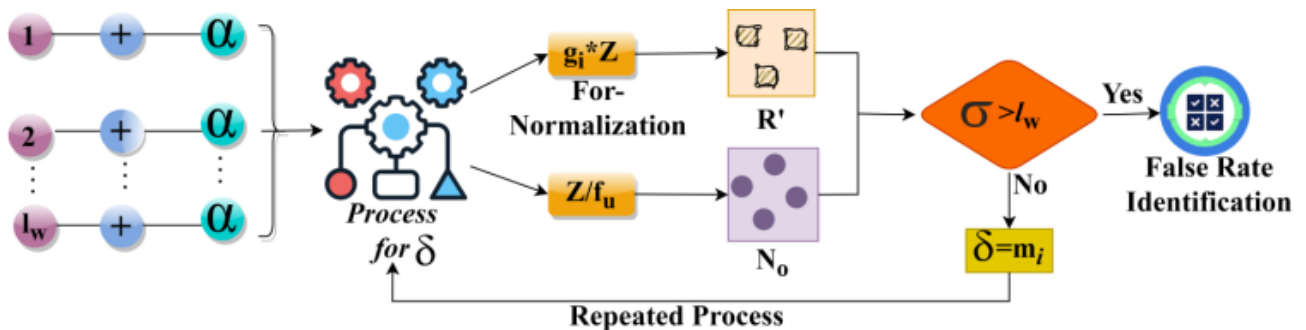 1 + α
2 + α
l_w + α
Process
for δ
g_i*Z
For-
Normalization
Z/f_u
R'
N_o
σ>l_w
Yes
No
δ=m_i
False Rate
Identification
Repeated Process